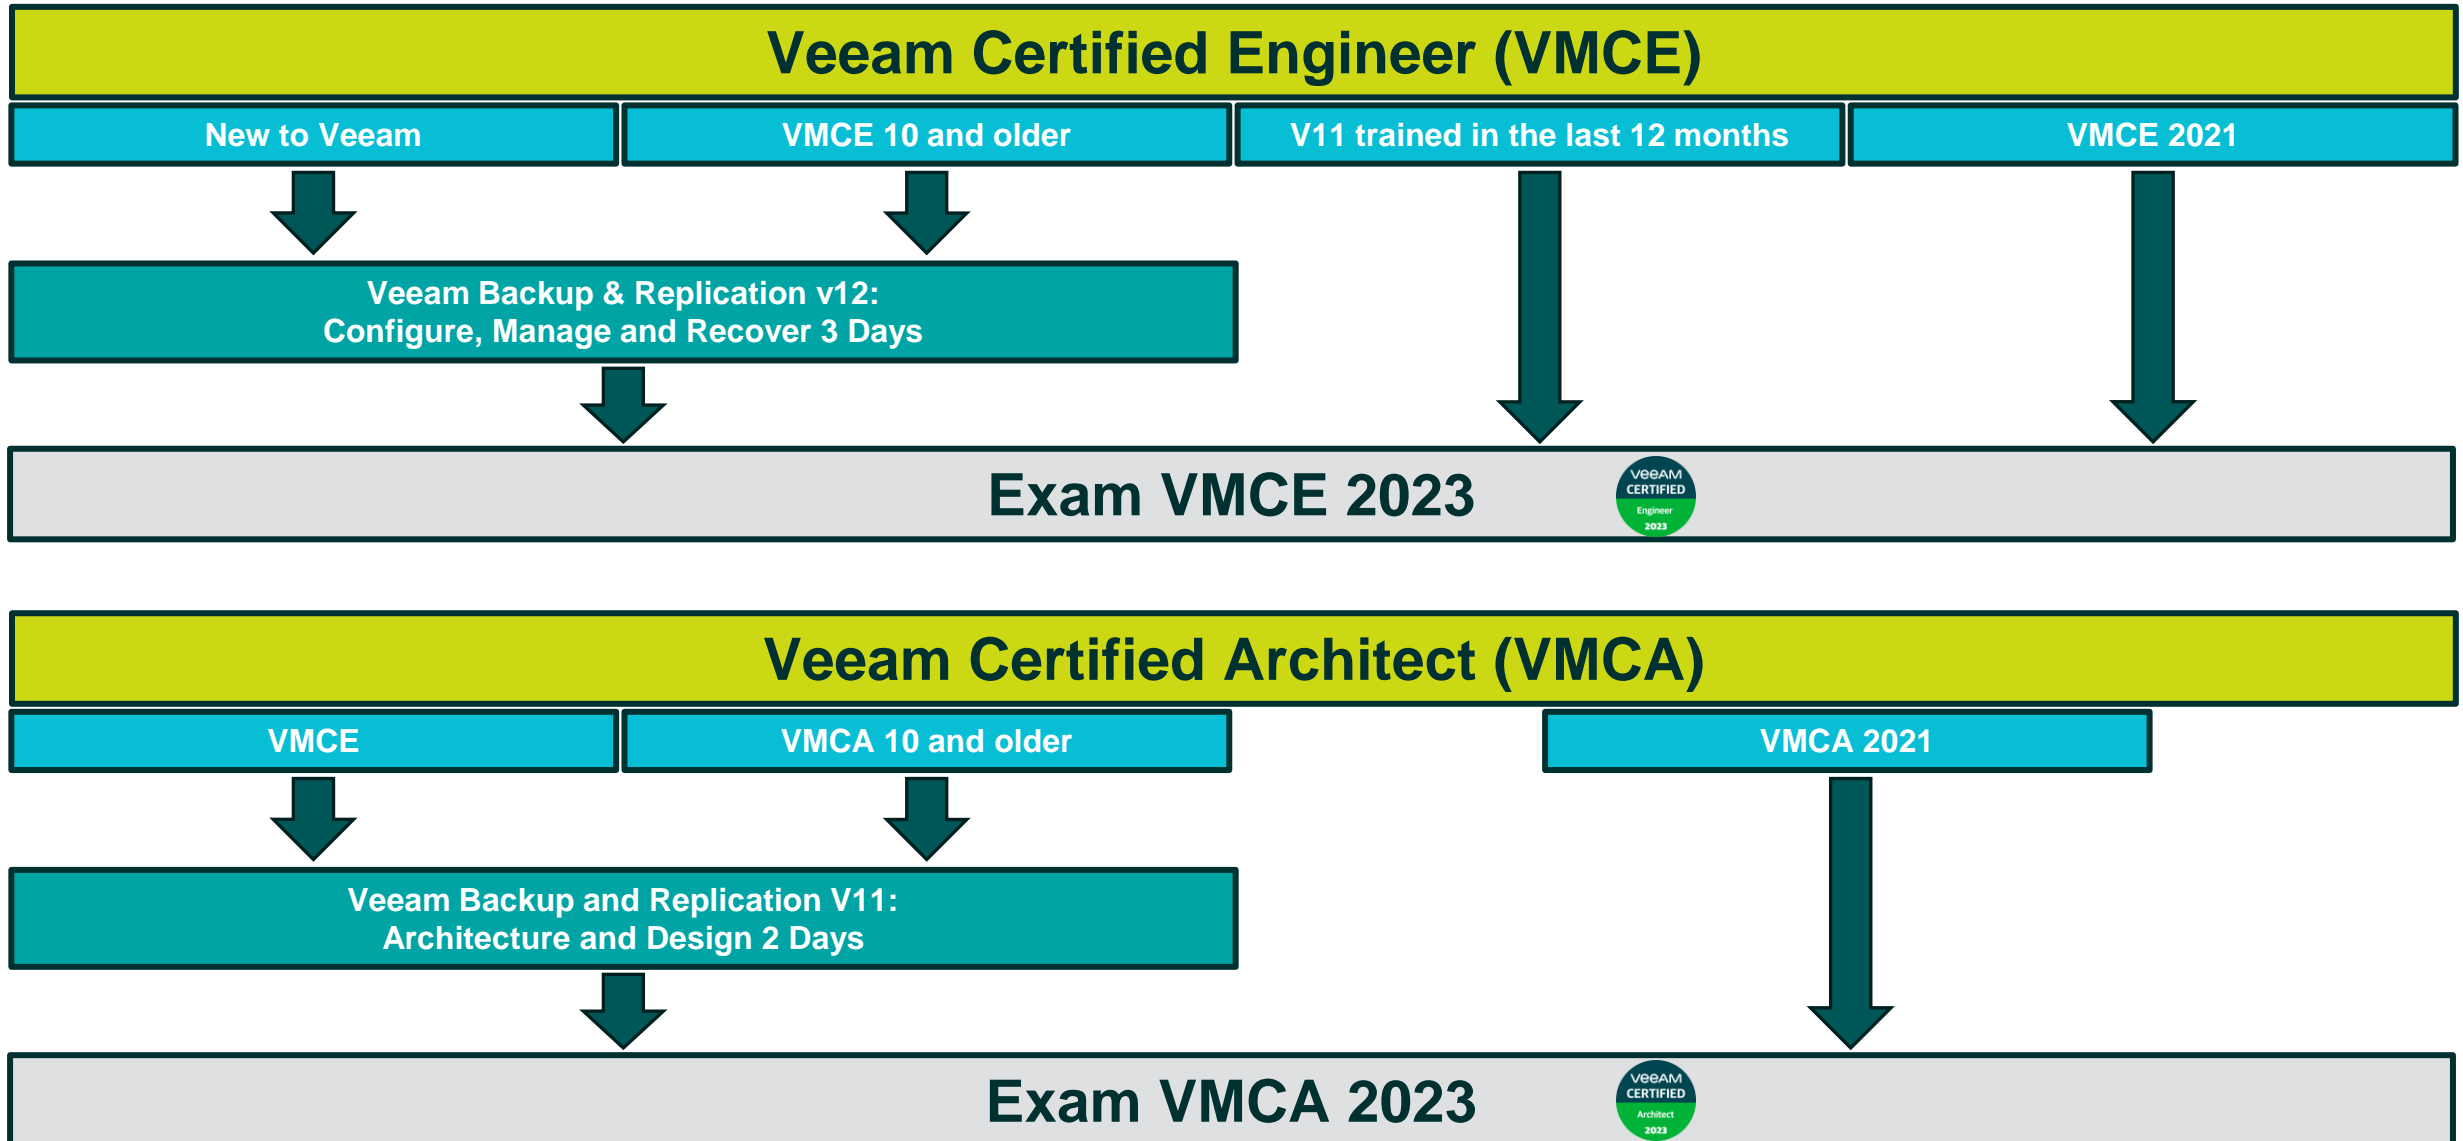 Veeam Certified Engineer (VMCE)
New to Veeam
VMCE 10 and older
V11 trained in the last 12 months
VMCE 2021
Veeam Backup & Replication v12:
Configure, Manage and Recover 3 Days
Exam VMCE 2023
veeAM
CERTIFIED
Engineer
2023
Veeam Certified Architect (VMCA)
VMCE
VMCA 10 and older
VMCA 2021
Veeam Backup and Replication V11:
Architecture and Design 2 Days
Exam VMCA 2023
veeAM
CERTIFIED
Architect
2023